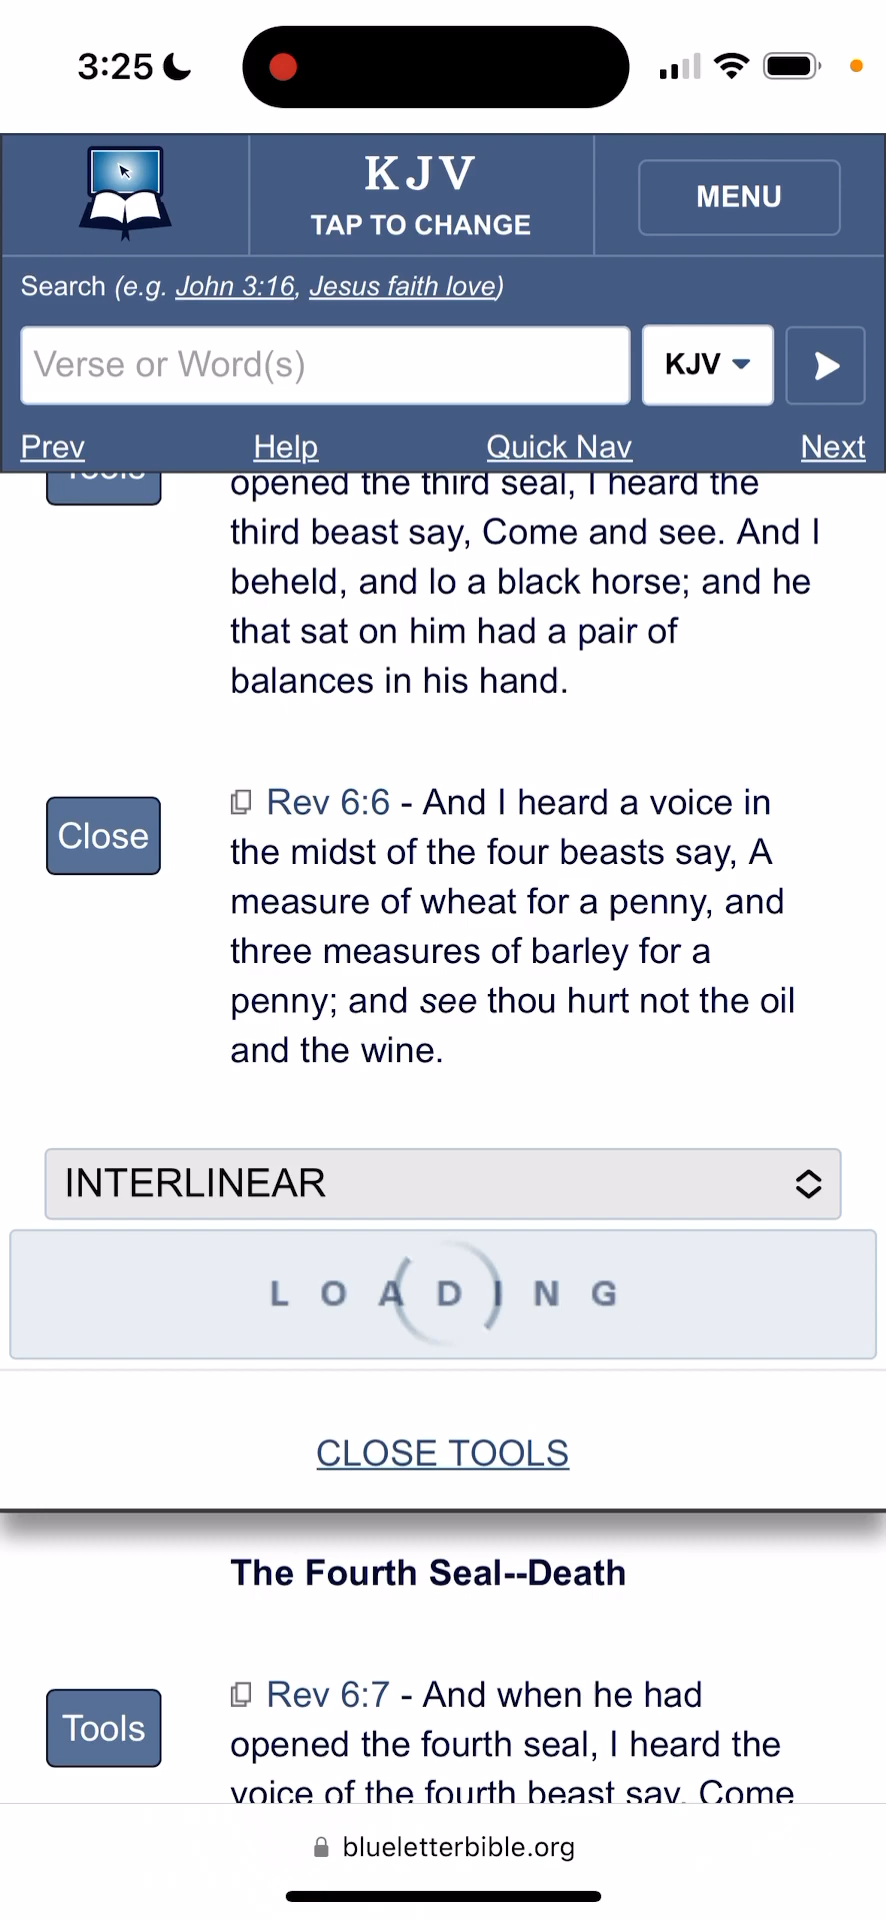 3:25
KJV
TAP TO CHANGE
MENU
Search (e.g. John 3:16, Jesus faith love)
Verse or Word(s)
KJV
Prev Help Quick Nav Next
Tools
opened the third seal, I heard the
third beast say, Come and see. And I
beheld, and lo a black horse; and he
that sat on him had a pair of
balances in his hand.
Close
Rev 6:6 - And I heard a voice in
the midst of the four beasts say, A
measure of wheat for a penny, and
three measures of barley for a
penny; and see thou hurt not the oil
and the wine.
INTERLINEAR
LOADING
CLOSE TOOLS
The Fourth Seal--Death
Tools
Rev 6:7 - And when he had
opened the fourth seal, I heard the
voice of the fourth beast say, Come
blueletterbible.org